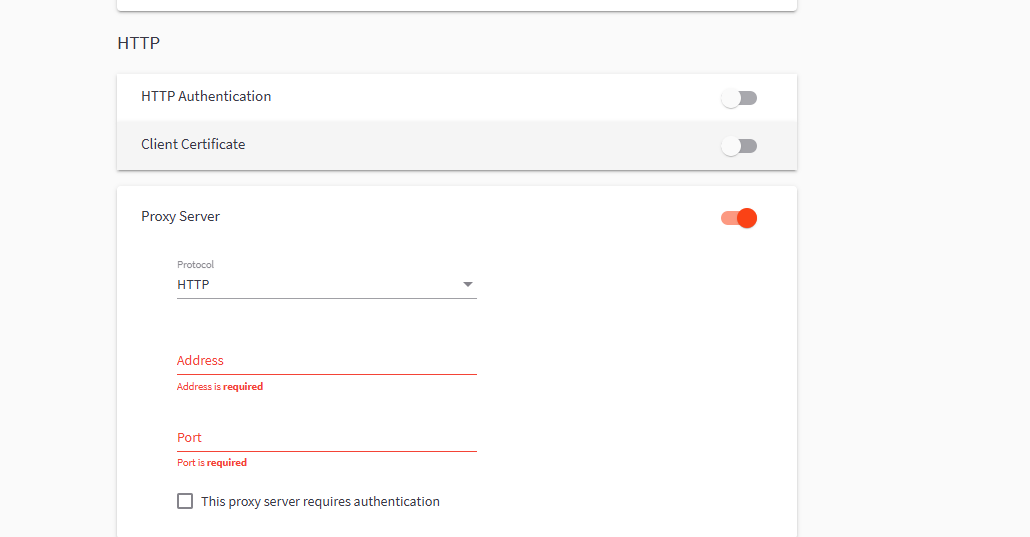 HTTP
HTTP Authentication
Client Certificate
Proxy Server
Protocol
HTTP
Address
Address is required
Port
Port is required
This proxy server requires authentication